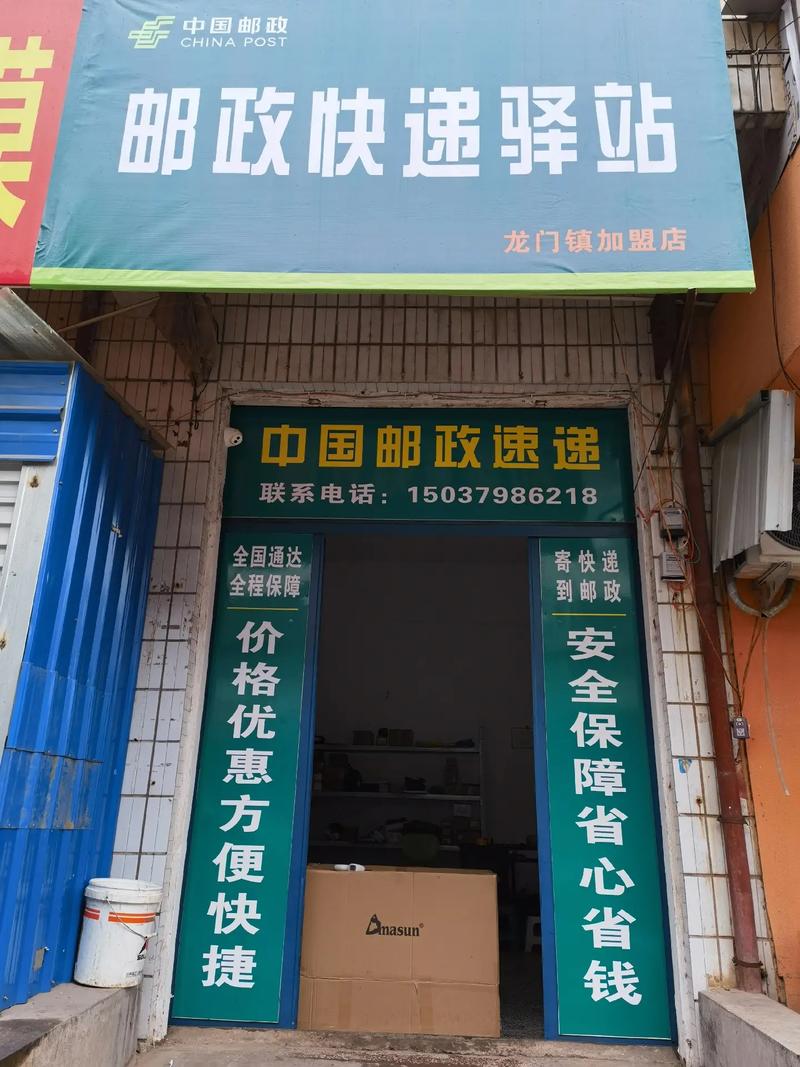 中国邮政
CHINA POST
邮政快递驿站
龙门镇加盟店
中国邮政速递
联系电话：15037986218
全国通达
全程保障
价格优惠方便快捷
寄快递
到邮政
安全保障省心省钱
Amasun®